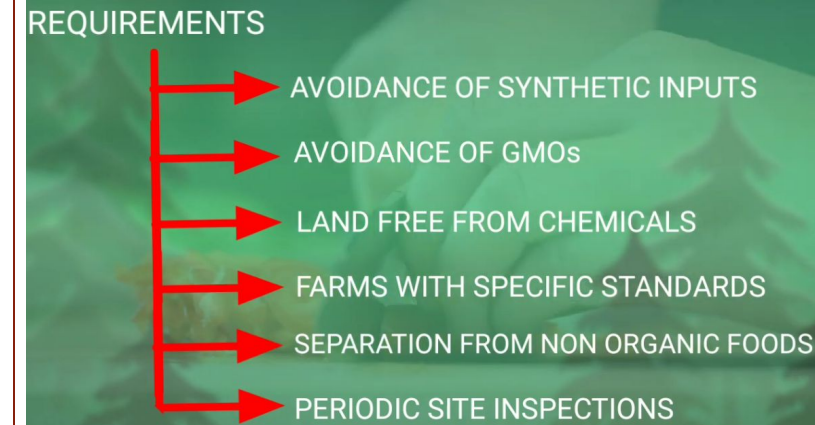 REQUIREMENTS
AVOIDANCE OF SYNTHETIC INPUTS
AVOIDANCE OF GMOs
LAND FREE FROM CHEMICALS
FARMS WITH SPECIFIC STANDARDS
SEPARATION FROM NON ORGANIC FOODS
PERIODIC SITE INSPECTIONS